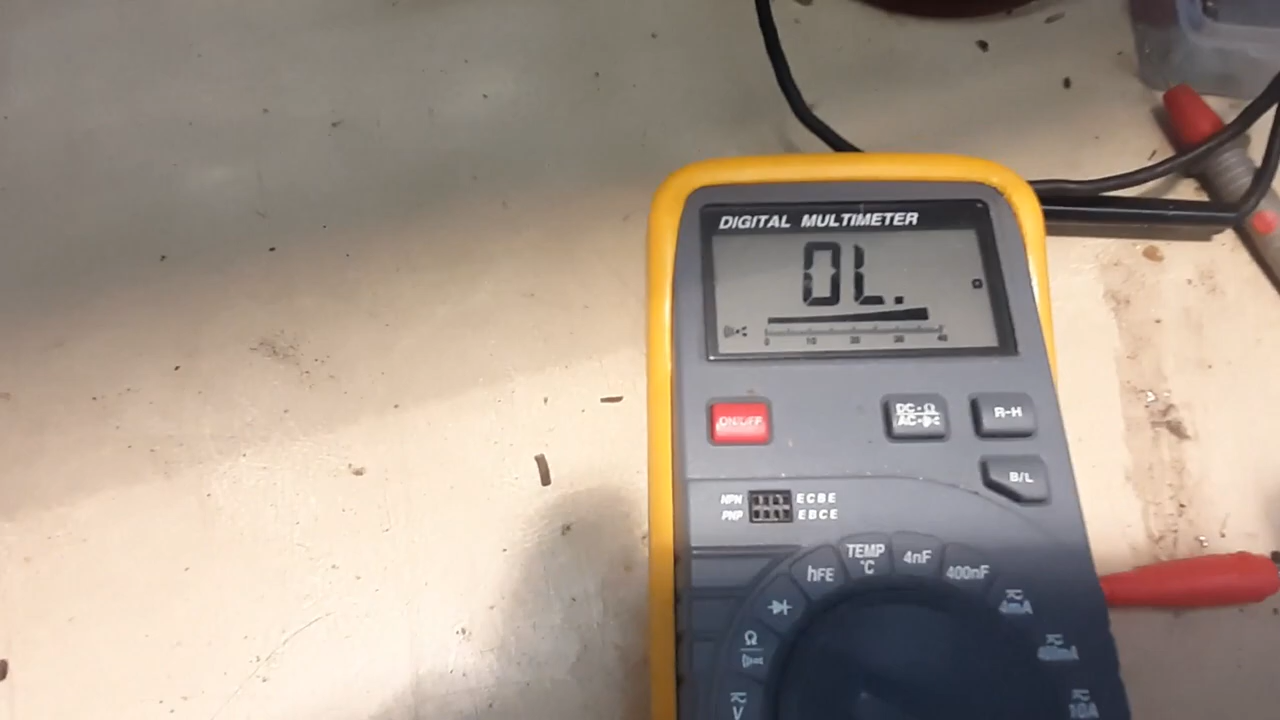 DIGITAL MULTIMETER
OL.
0 10 20 30 40
ON/OFF
DC-Ω
AC-
R-H
B/L
NPN ECBE
PNP EBCE
TEMP
°C
4nF
hFE
400nF
4mA
Ω
400mA
V
10A